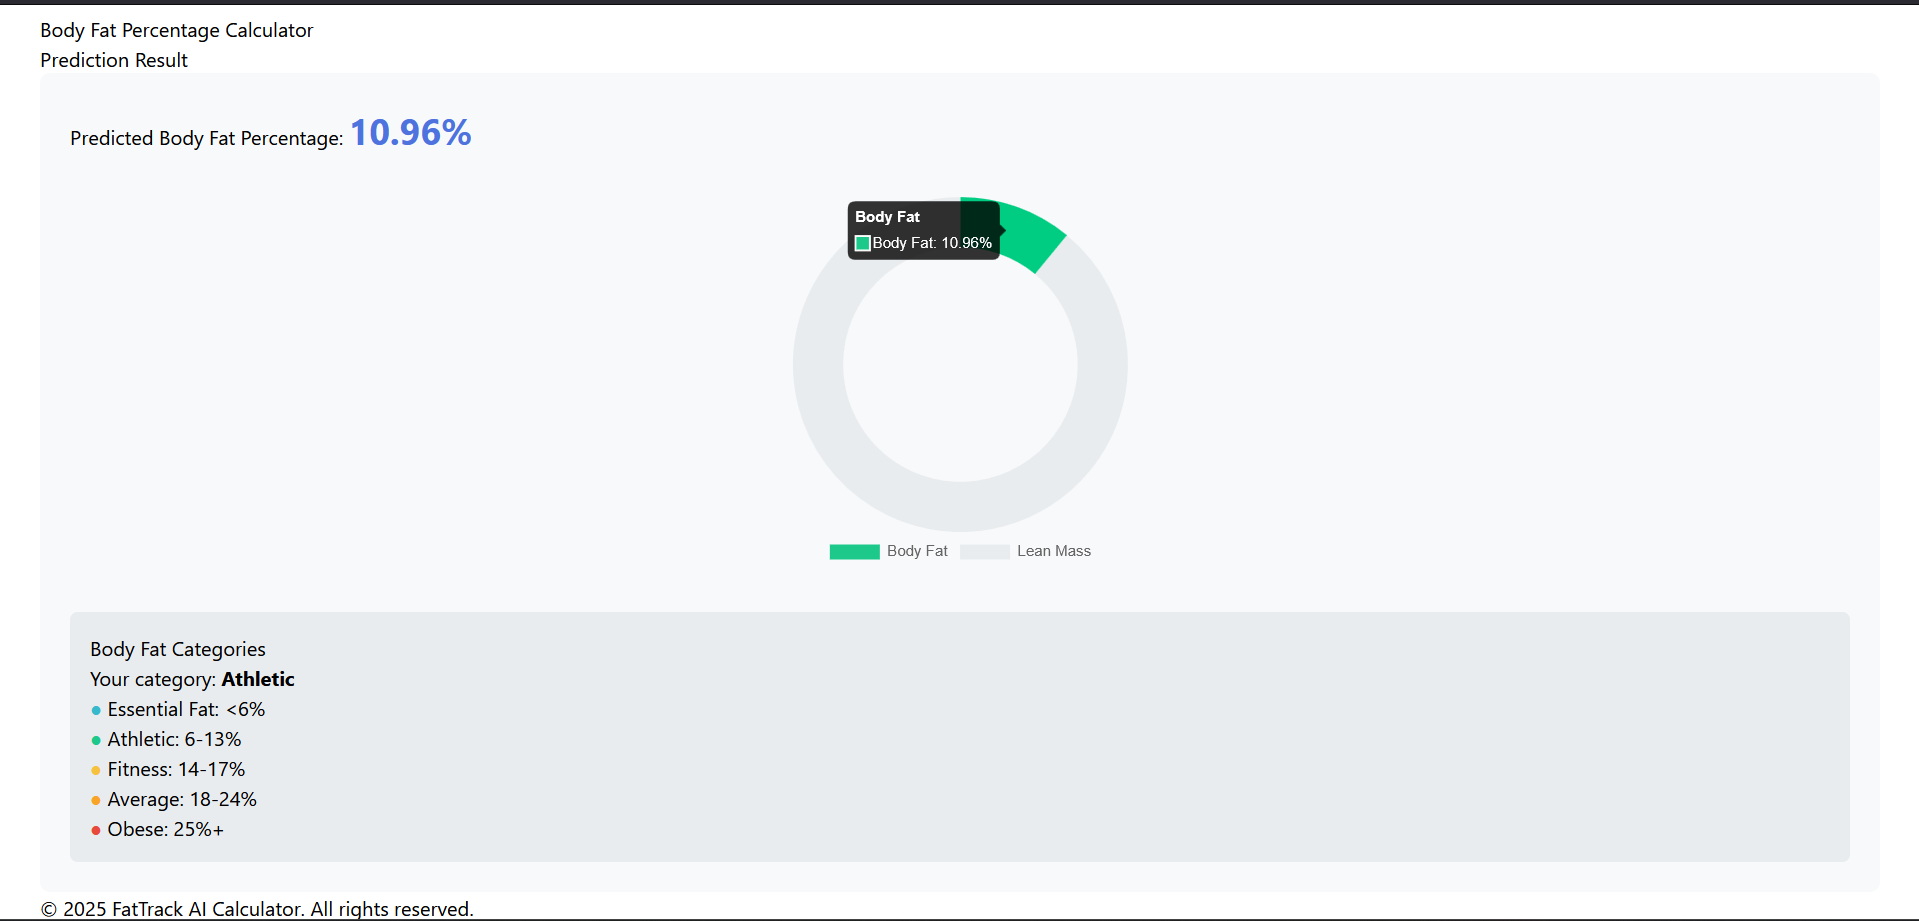 Body Fat Percentage Calculator
Prediction Result
Predicted Body Fat Percentage: 10.96%
Body Fat
Body Fat: 10.96%
Body Fat Lean Mass
Body Fat Categories
Your category: Athletic
Essential Fat: <6%
Athletic: 6-13%
Fitness: 14-17%
Average: 18-24%
Obese: 25%+
© 2025 FatTrack AI Calculator. All rights reserved.